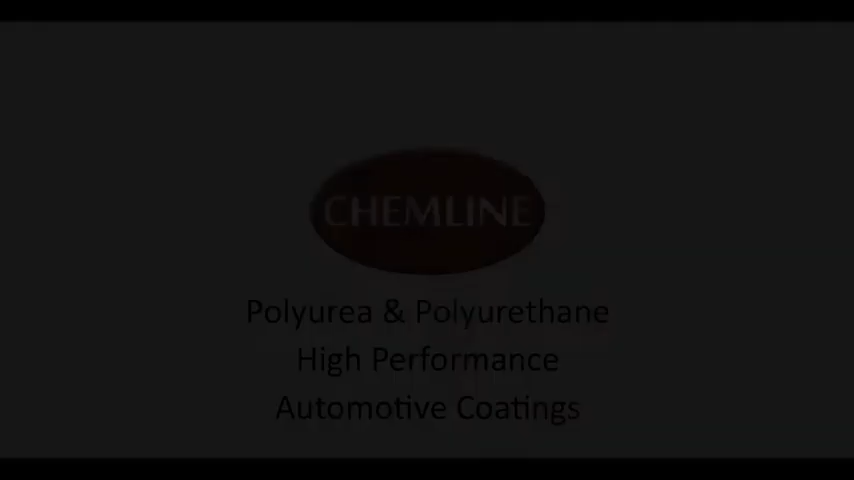 CHEMLINE
Polyurea & Polyurethane
High Performance
Automotive Coatings